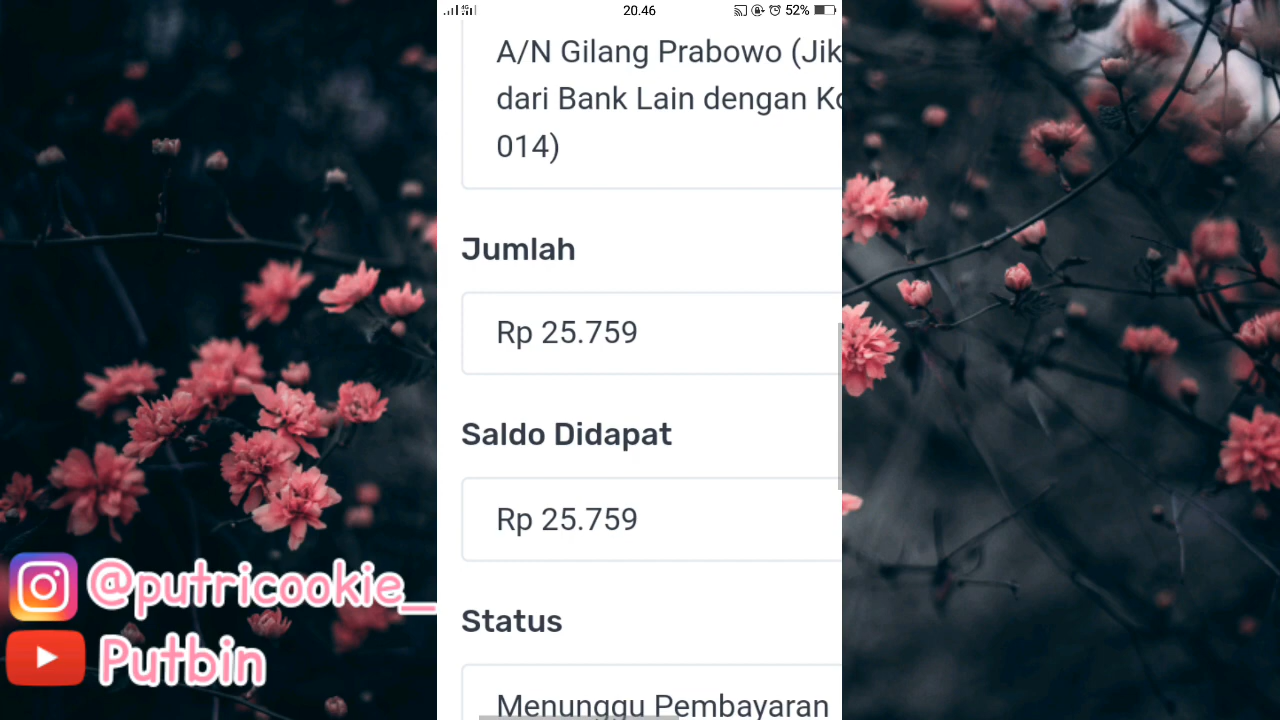 20.46
52%
A/N Gilang Prabowo (Jik
dari Bank Lain dengan Ko
014)
Jumlah
Rp 25.759
Saldo Didapat
Rp 25.759
Status
Menunggu Pembayaran
@putricookie_
Putbin